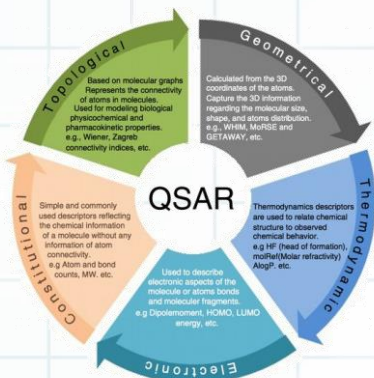 Topological
Based on molecular graphs
Represents the connectivity
of atoms in molecules.
Used for modeling biological
physicochemical and
pharmacokinetic properties.
e.g., Wiener, Zagreb
connectivity indices, etc.
Geometrical
Calculated from the 3D
coordinates of the atoms.
Capture the 3D information
regarding the molecular size,
shape, and atoms distribution.
e.g., WHIM, MoRSE and
GETAWAY, etc.
Thermodynamic
Thermodynamics descriptors
are used to relate chemical
structure to observed
chemical behavior.
e.g HF (head of formation),
molRef(Molar refractivity)
AlogP. etc.
Electronic
Used to describe
electronic aspects of the
molecule or atoms bonds
and moleculer fragments.
e.g Dipolemoment, HOMO, LUMO
energy, etc.
Constitutional
Simple and commonly
used descriptors reflecting
the chemical information
of a molecule without any
information of atom
connectivity.
e.g Atom and bond
counts, MW. etc.
QSAR